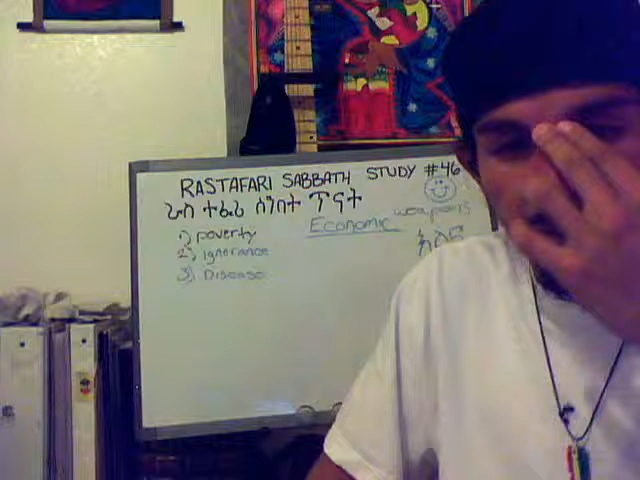 RASTAFARI SABBATH STUDY #46
ራስ ተፈሪ ሰንበት ጥናት
Economic weapons
1) poverty
2) Ignorance
3) Disease